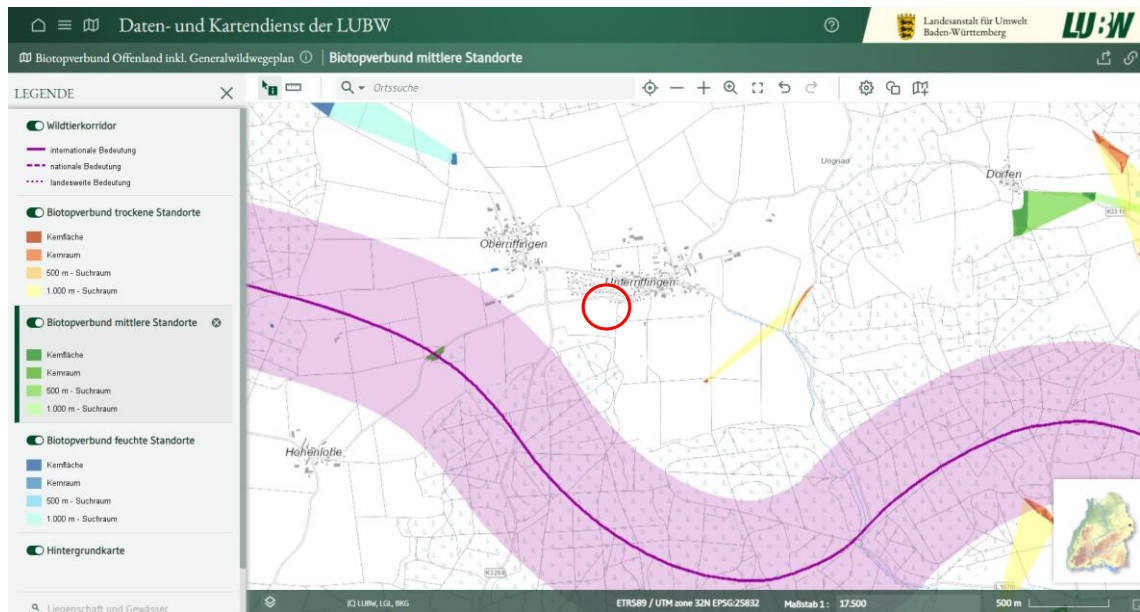 Daten- und Kartendienst der LUBW
Landesanstalt für Umwelt
Baden-Württemberg
LUBW
Biotopverbund Offenland inkl. Generalwildwegeplan
Biotopverbund mittlere Standorte
LEGENDE
Ortssuche
Wildtierkorridor
internationale Bedeutung
nationale Bedeutung
landesweite Bedeutung
Biotopverbund trockene Standorte
Kernfläche
Kernraum
500 m - Suchraum
1.000 m - Suchraum
Biotopverbund mittlere Standorte
Kernfläche
Kernraum
500 m - Suchraum
1.000 m - Suchraum
Biotopverbund feuchte Standorte
Kernfläche
Kernraum
500 m - Suchraum
1.000 m - Suchraum
Hintergrundkarte
Liegenschaft und Gewässer
Ungnad
Dorfen
Oberriffingen
Unterriffingen
Hohenlohe
K3298
(C) LUBW, LGL, BKG
ETRS89 / UTM zone 32N EPSG:25832
Maßstab 1 : 17.500
500 m